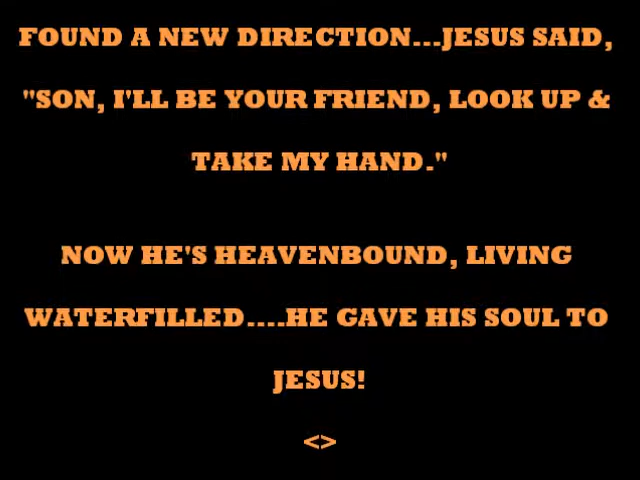 FOUND A NEW DIRECTION...JESUS SAID,
"SON, I'LL BE YOUR FRIEND, LOOK UP &
TAKE MY HAND."
NOW HE'S HEAVENBOUND, LIVING
WATERFILLED....HE GAVE HIS SOUL TO
JESUS!
<>